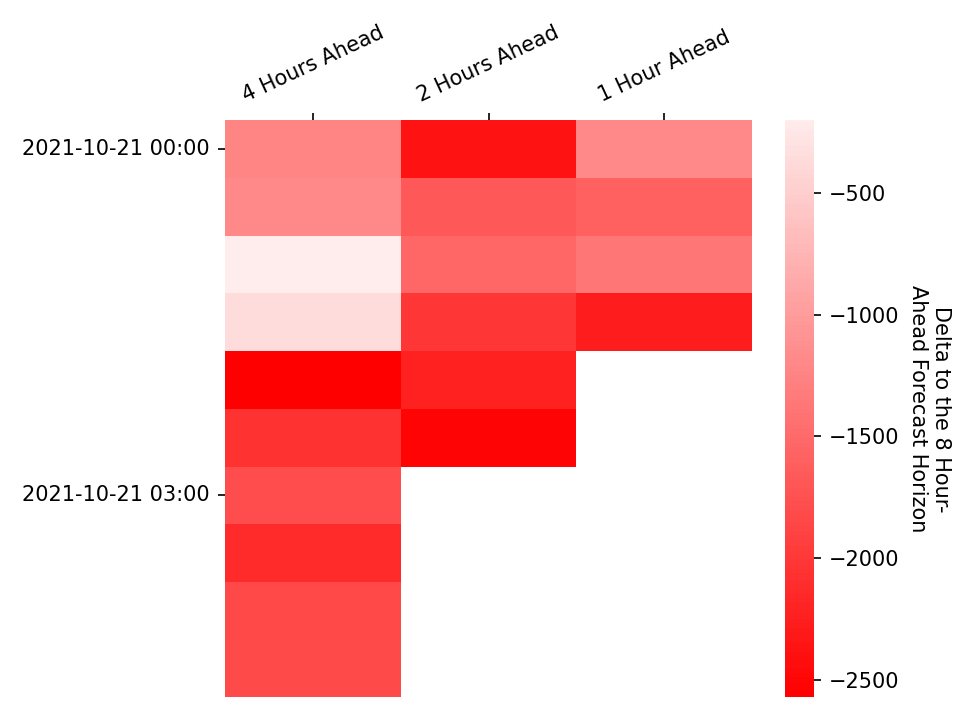 4 Hours Ahead
2 Hours Ahead
1 Hour Ahead
2021-10-21 00:00
2021-10-21 03:00
−500
−1000
−1500
−2000
−2500
Delta to the 8 Hour-
Ahead Forecast Horizon